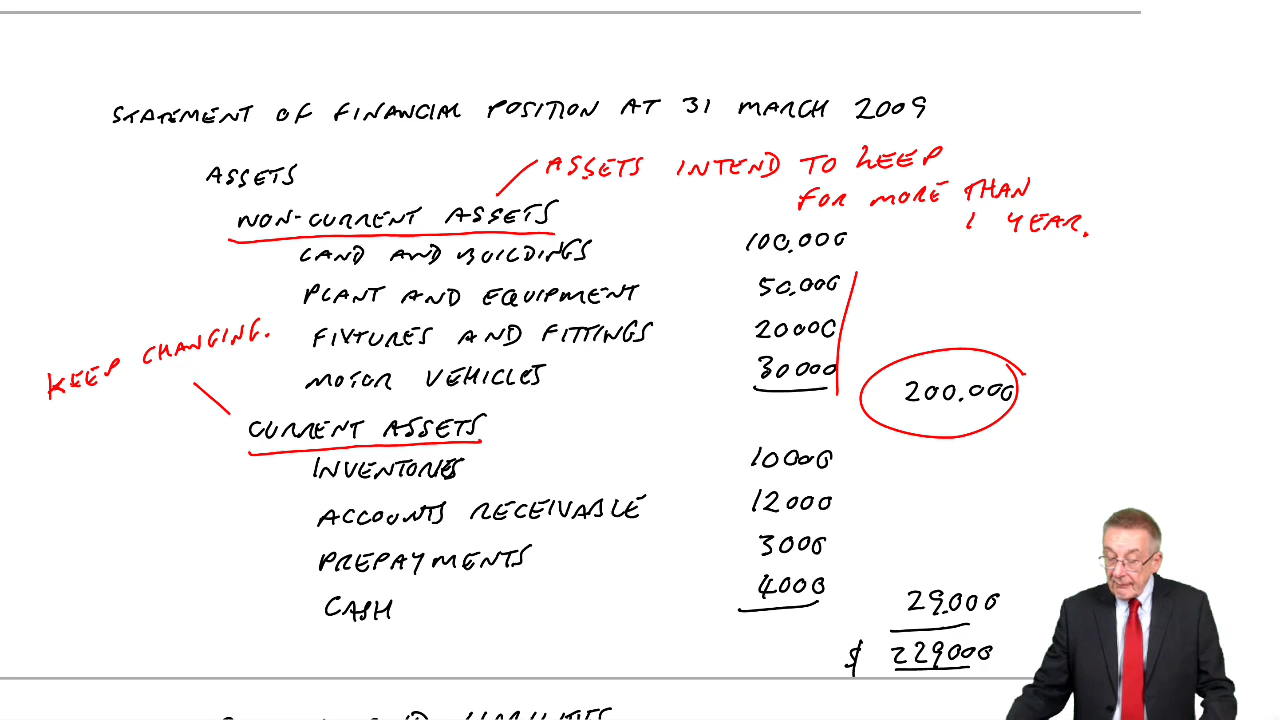 STATEMENT OF FINANCIAL POSITION AT 31 MARCH 2009
ASSETS
ASSETS INTEND TO KEEP
FOR MORE THAN
1 YEAR.
NON-CURRENT ASSETS
LAND AND BUILDINGS 100,000
PLANT AND EQUIPMENT 50,000
FIXTURES AND FITTINGS 20000
MOTOR VEHICLES 30000
200,000
KEEP CHANGING.
CURRENT ASSETS
INVENTORIES 10000
ACCOUNTS RECEIVABLE 12000
PREPAYMENTS 3000
CASH 4000
29,000
$ 229000
LIABILITIES